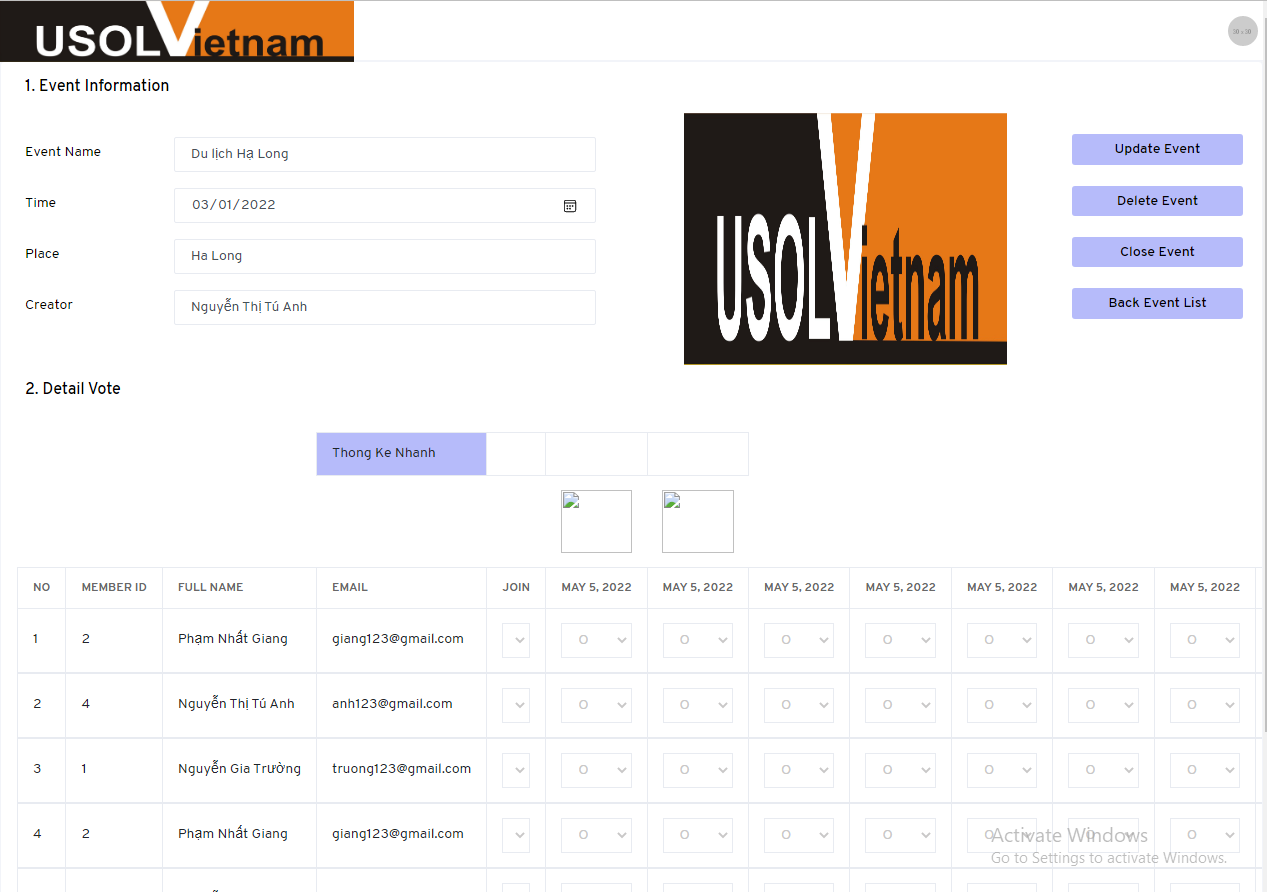 USOLVietnam
30 x 30
1. Event Information
Event Name Du lịch Hạ Long
Time 03/01/2022
Place Ha Long
Creator Nguyễn Thị Tú Anh
USOLVietnam
Update Event
Delete Event
Close Event
Back Event List
2. Detail Vote
Thong Ke Nhanh
NO MEMBER ID FULL NAME EMAIL JOIN MAY 5, 2022 MAY 5, 2022 MAY 5, 2022 MAY 5, 2022 MAY 5, 2022 MAY 5, 2022 MAY 5, 2022
1 2 Phạm Nhất Giang giang123@gmail.com O O O O O O O
2 4 Nguyễn Thị Tú Anh anh123@gmail.com O O O O O O O
3 1 Nguyễn Gia Trường truong123@gmail.com O O O O O O O
4 2 Phạm Nhất Giang giang123@gmail.com O O O O O O O
Activate Windows
Go to Settings to activate Windows.